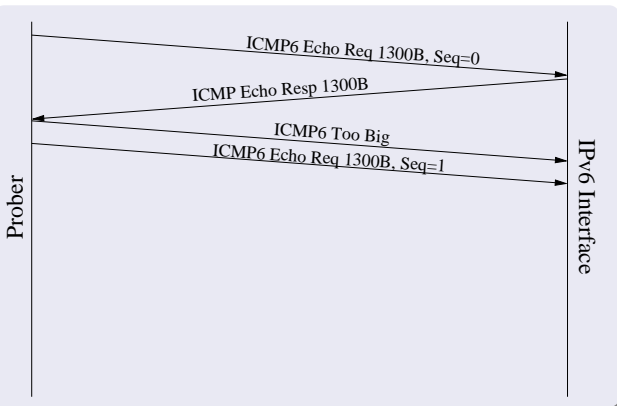 ICMP6 Echo Req 1300B, Seq=0
ICMP Echo Resp 1300B
ICMP6 Too Big
ICMP6 Echo Req 1300B, Seq=1
Prober
IPv6 Interface